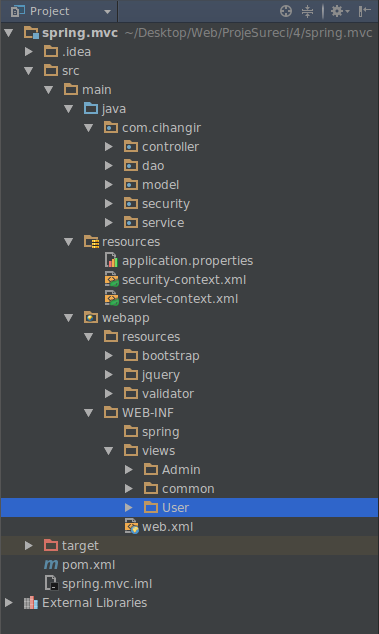 Project
spring.mvc ~/Desktop/Web/ProjeSureci/4/spring.mvc
.idea
src
main
java
com.cihangir
controller
dao
model
security
service
resources
application.properties
security-context.xml
servlet-context.xml
webapp
resources
bootstrap
jquery
validator
WEB-INF
spring
views
Admin
common
User
web.xml
target
pom.xml
spring.mvc.iml
External Libraries